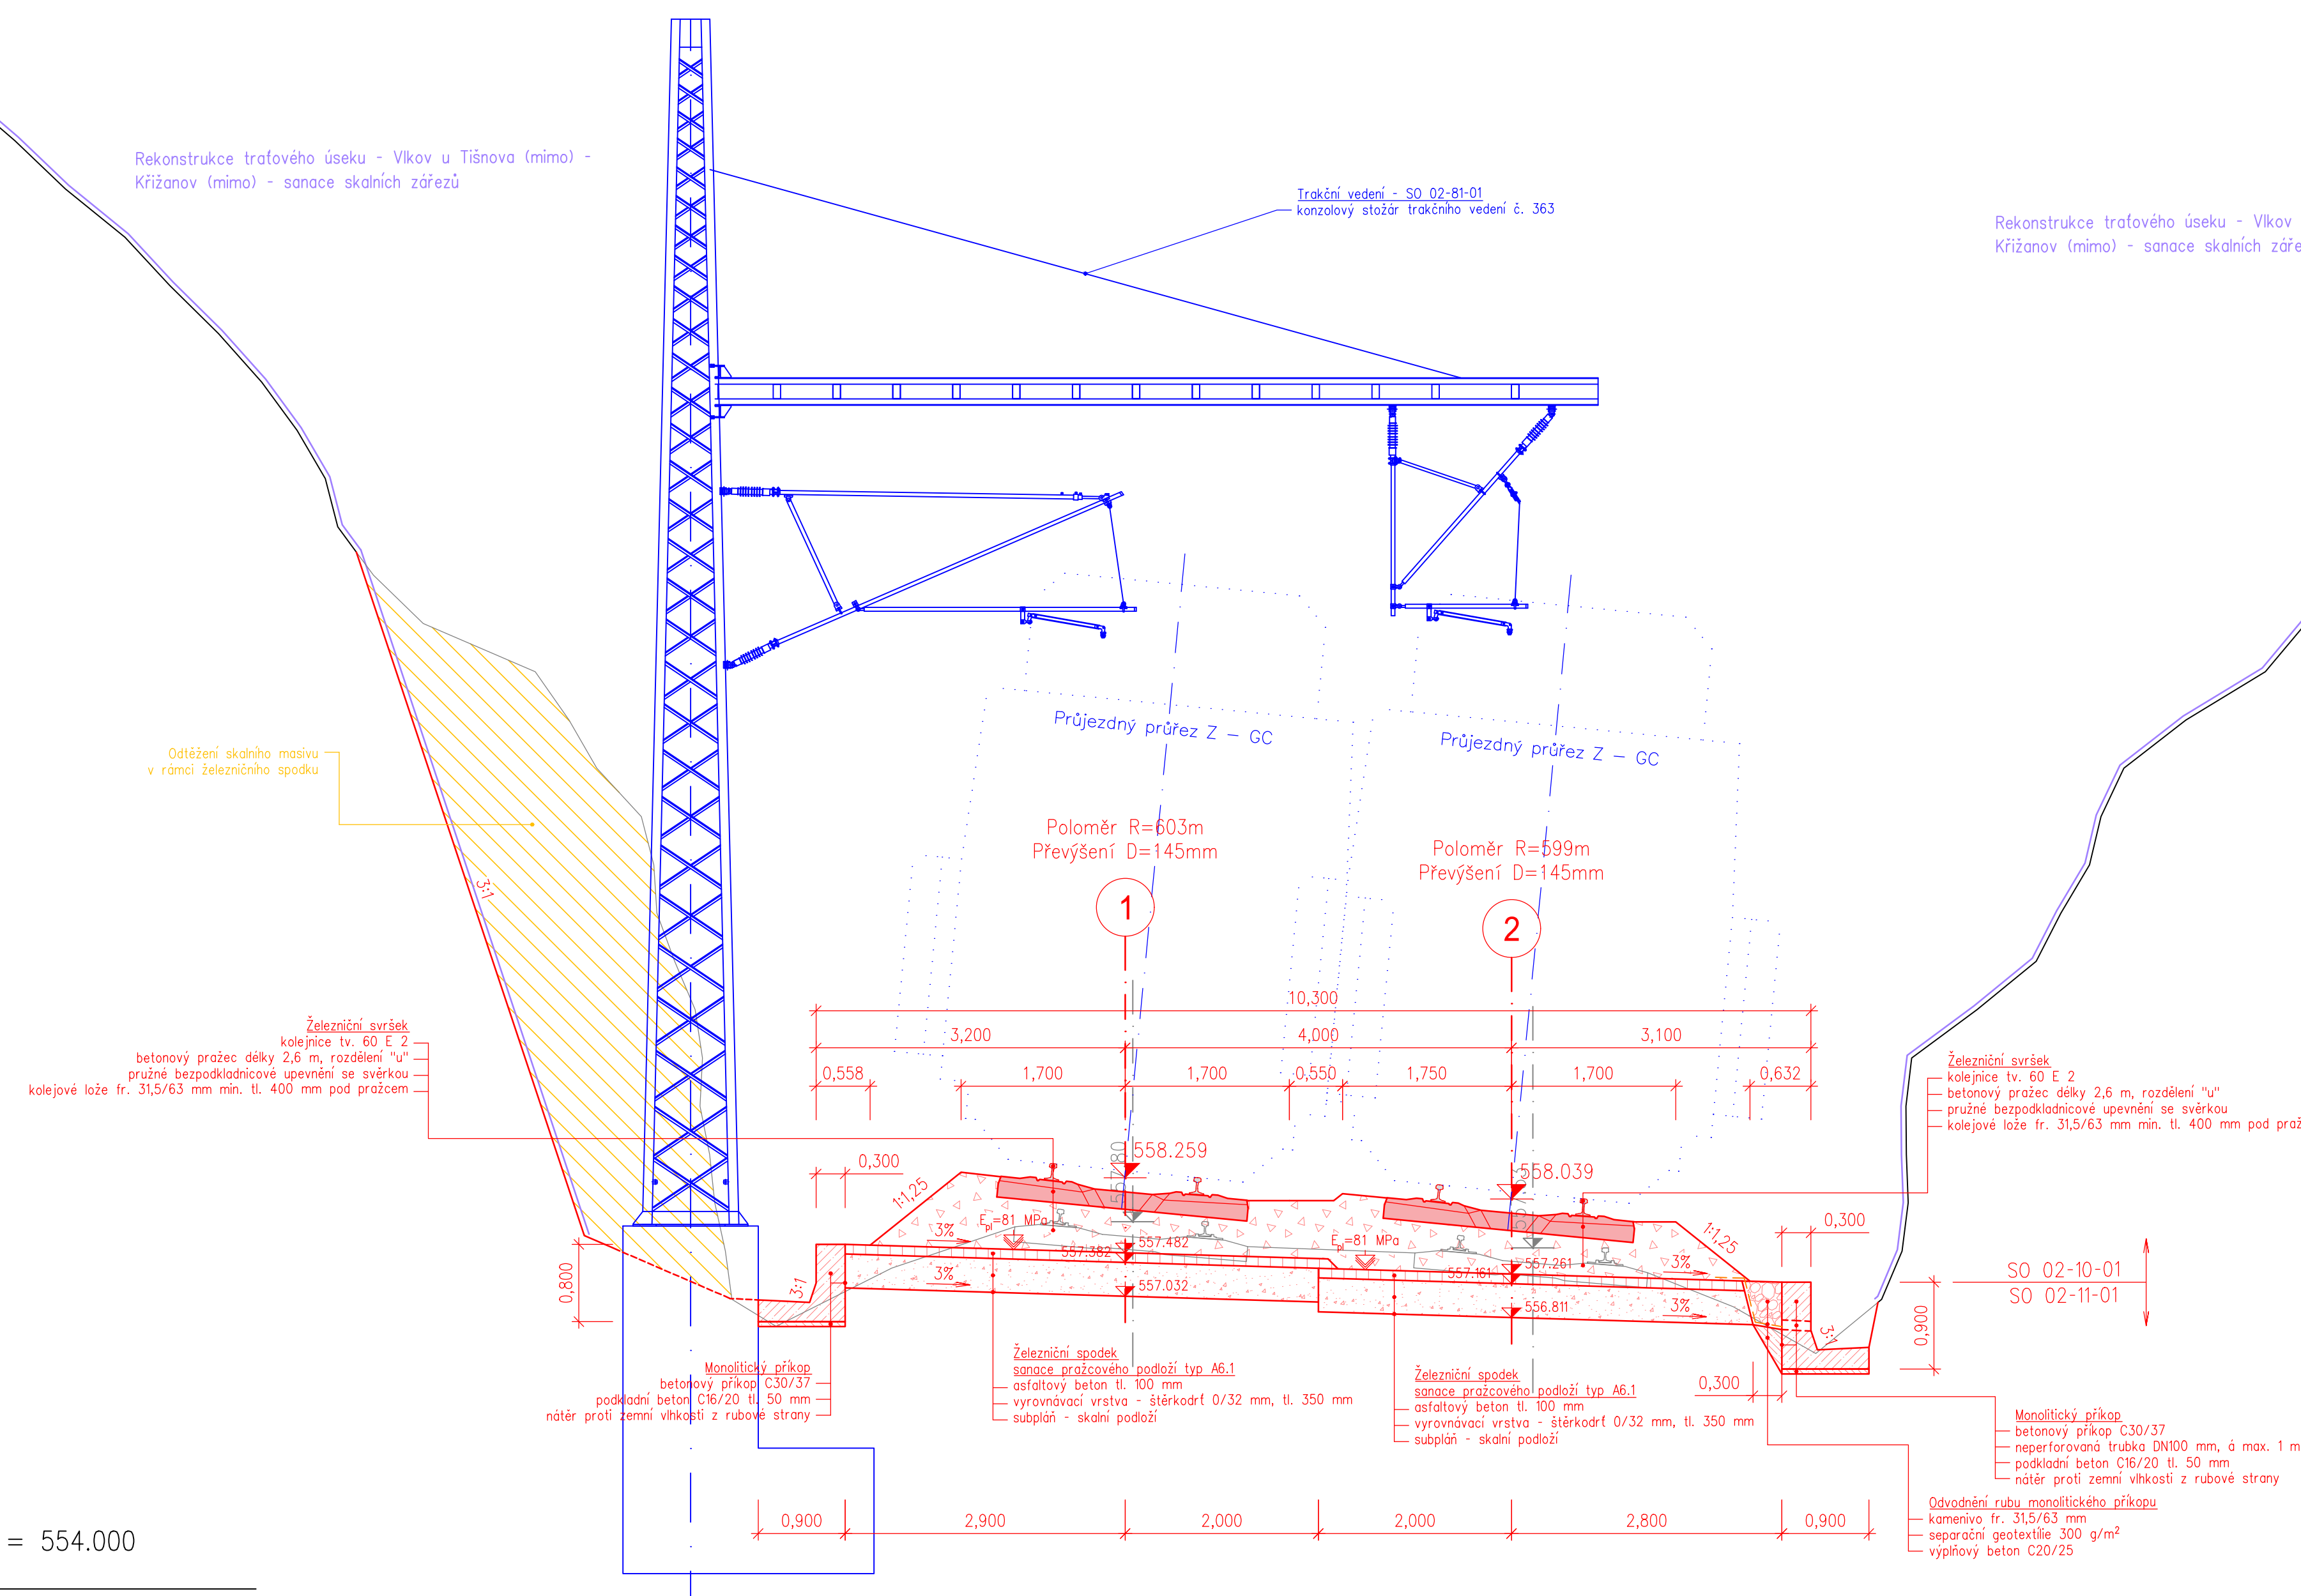 Rekonstrukce traťového úseku - Vlkov u Tišnova (mimo) -
Křižanov (mimo) - sanace skalních zářezů
Trakční vedení - SO 02-81-01
konzolový stožár trakčního vedení č. 363
Rekonstrukce traťového úseku - Vlkov
Křižanov (mimo) - sanace skalních záře
Odtěžení skalního masivu
v rámci železničního spodku
3:1
Průjezdný průřez Z – GC
Průjezdný průřez Z – GC
Poloměr R=603m
Převýšení D=145mm
Poloměr R=599m
Převýšení D=145mm
1
2
10,300
3,200
4,000
3,100
0,558
1,700
1,700
0,550
1,750
1,700
0,632
Železniční svršek
kolejnice tv. 60 E 2
betonový pražec délky 2,6 m, rozdělení "u"
pružné bezpodkladnicové upevnění se svěrkou
kolejové lože fr. 31,5/63 mm min. tl. 400 mm pod pražcem
Železniční svršek
kolejnice tv. 60 E 2
betonový pražec délky 2,6 m, rozdělení "u"
pružné bezpodkladnicové upevnění se svěrkou
kolejové lože fr. 31,5/63 mm min. tl. 400 mm pod praž
0,300
558.259
558.039
0,300
1:1,25
1:1,25
Epl=81 MPa
Epl=81 MPa
3%
3%
3%
3%
557.482
557.382
557.032
557.261
557.161
556.811
0,800
3:1
3:1
0,900
0,300
SO 02-10-01
SO 02-11-01
Monolitický příkop
betonový příkop C30/37
podkladní beton C16/20 tl. 50 mm
nátěr proti zemní vlhkosti z rubové strany
Železniční spodek
sanace pražcového podloží typ A6.1
asfaltový beton tl. 100 mm
vyrovnávací vrstva - štěrkodrť 0/32 mm, tl. 350 mm
subpláň - skalní podloží
Železniční spodek
sanace pražcového podloží typ A6.1
asfaltový beton tl. 100 mm
vyrovnávací vrstva - štěrkodrť 0/32 mm, tl. 350 mm
subpláň - skalní podloží
Monolitický příkop
betonový příkop C30/37
neperforovaná trubka DN100 mm, á max. 1 m
podkladní beton C16/20 tl. 50 mm
nátěr proti zemní vlhkosti z rubové strany
Odvodnění rubu monolitického příkopu
kamenivo fr. 31,5/63 mm
separační geotextílie 300 g/m²
výplňový beton C20/25
0,900
2,900
2,000
2,000
2,800
0,900
= 554.000